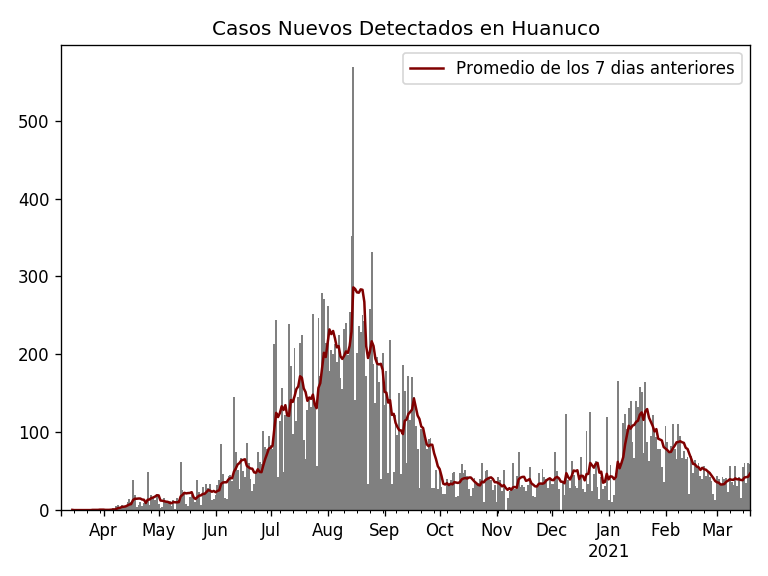 Casos Nuevos Detectados en Huanuco
Promedio de los 7 dias anteriores
500
400
300
200
100
0
Apr May Jun Jul Aug Sep Oct Nov Dec Jan Feb Mar
2021